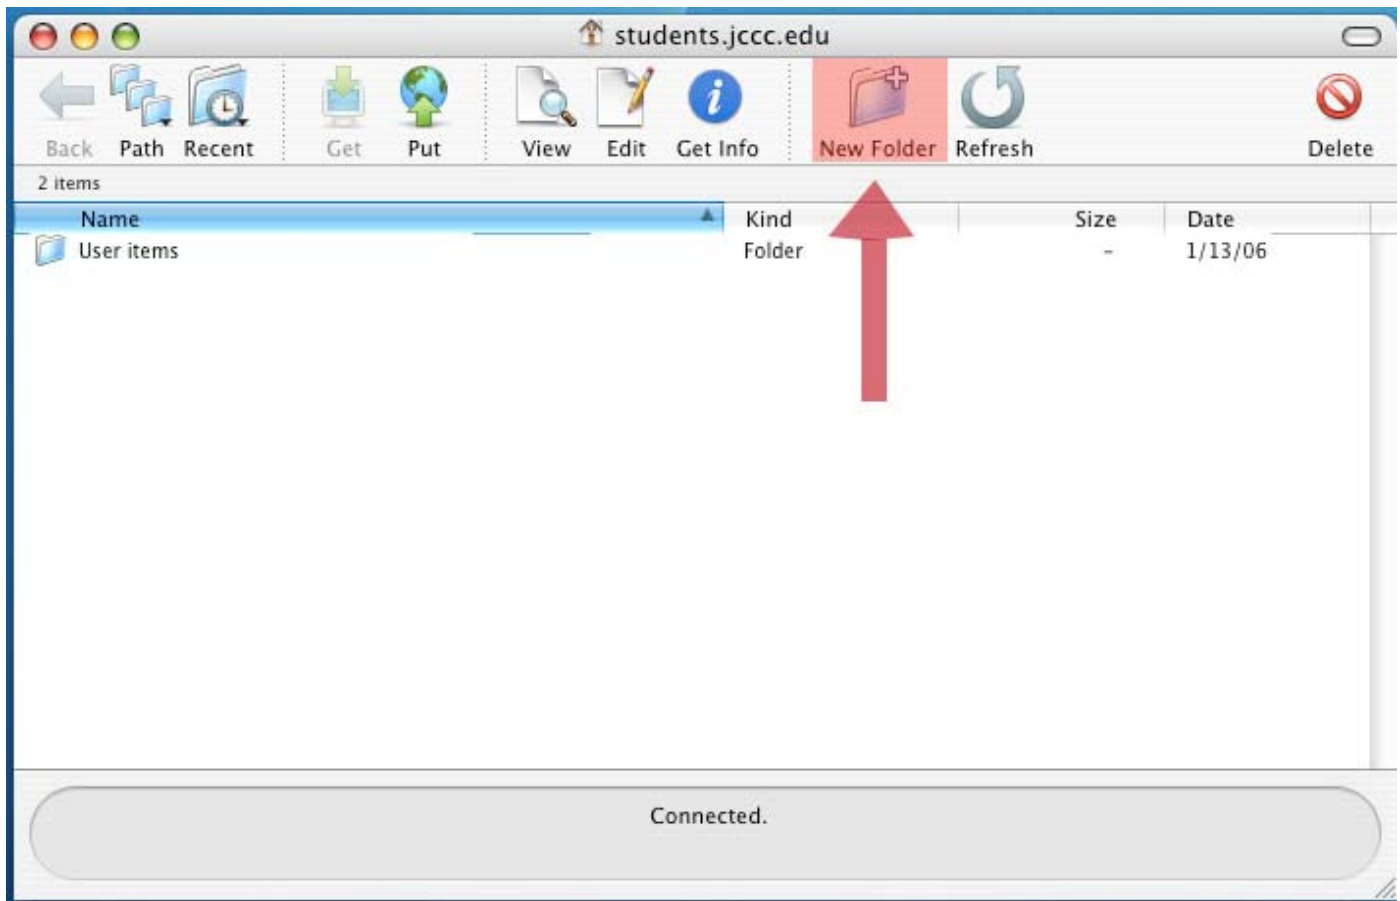 students.jccc.edu
Back Path Recent Get Put View Edit Get Info New Folder Refresh Delete
2 items
Name Kind Size Date
User items Folder - 1/13/06
Connected.